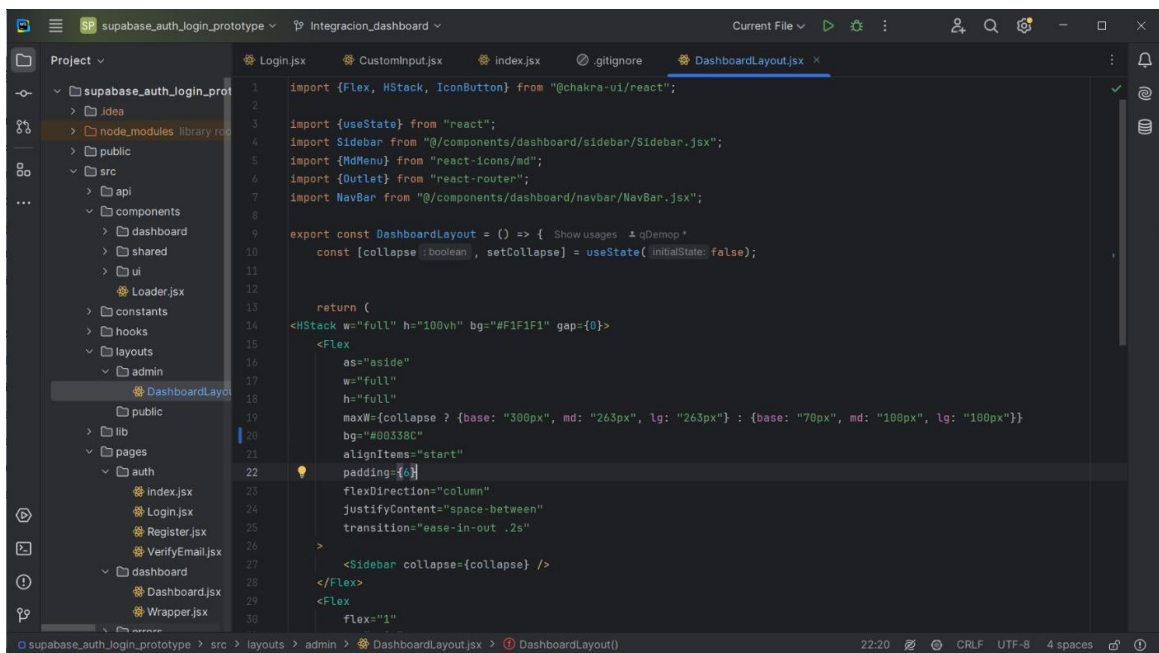 SP supabase_auth_login_prototype Integracion_dashboard Current File
Project
Login.jsx CustomInput.jsx index.jsx .gitignore DashboardLayout.jsx
supabase_auth_login_prot
.idea
node_modules library roo
public
src
api
components
dashboard
shared
ui
Loader.jsx
constants
hooks
layouts
admin
DashboardLayou
public
lib
pages
auth
index.jsx
Login.jsx
Register.jsx
VerifyEmail.jsx
dashboard
Dashboard.jsx
Wrapper.jsx
errors
1 import {Flex, HStack, IconButton} from "@chakra-ui/react";
2
3 import {useState} from "react";
4 import Sidebar from "@/components/dashboard/sidebar/Sidebar.jsx";
5 import {MdMenu} from "react-icons/md";
6 import {Outlet} from "react-router";
7 import NavBar from "@/components/dashboard/navbar/NavBar.jsx";
8
9 export const DashboardLayout = () => { Show usages qDemop *
10 const [collapse : boolean , setCollapse] = useState( initialState: false);
11
12
13 return (
14 <HStack w="full" h="100vh" bg="#F1F1F1" gap={0}>
15 <Flex
16 as="aside"
17 w="full"
18 h="full"
19 maxW={collapse ? {base: "300px", md: "263px", lg: "263px"} : {base: "70px", md: "100px", lg: "100px"}}
20 bg="#00338C"
21 alignItems="start"
22 padding={6}
23 flexDirection="column"
24 justifyContent="space-between"
25 transition="ease-in-out .2s"
26 >
27 <Sidebar collapse={collapse} />
28 </Flex>
29 <Flex
30 flex="1"
supabase_auth_login_prototype > src > layouts > admin > DashboardLayout.jsx > DashboardLayout() 22:20 CRLF UTF-8 4 spaces